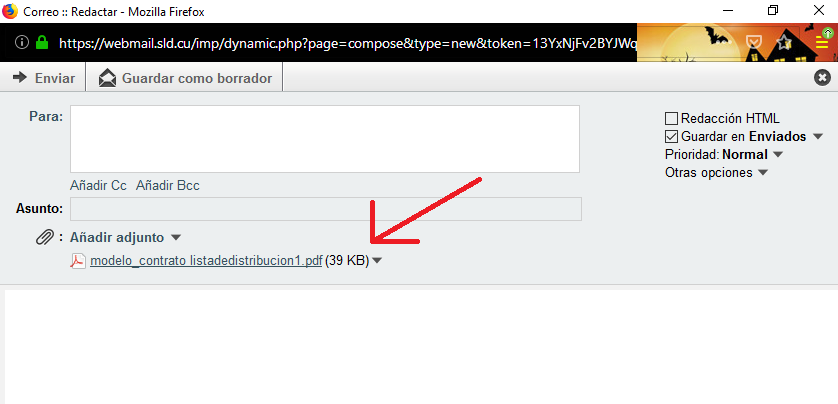 Correo :: Redactar - Mozilla Firefox
https://webmail.sld.cu/imp/dynamic.php?page=compose&type=new&token=13YxNjFv2BYJWq
Enviar Guardar como borrador
Para:
Redacción HTML
Guardar en Enviados
Prioridad: Normal
Otras opciones
Añadir Cc Añadir Bcc
Asunto:
: Añadir adjunto
modelo_contrato listadedistribucion1.pdf (39 KB)